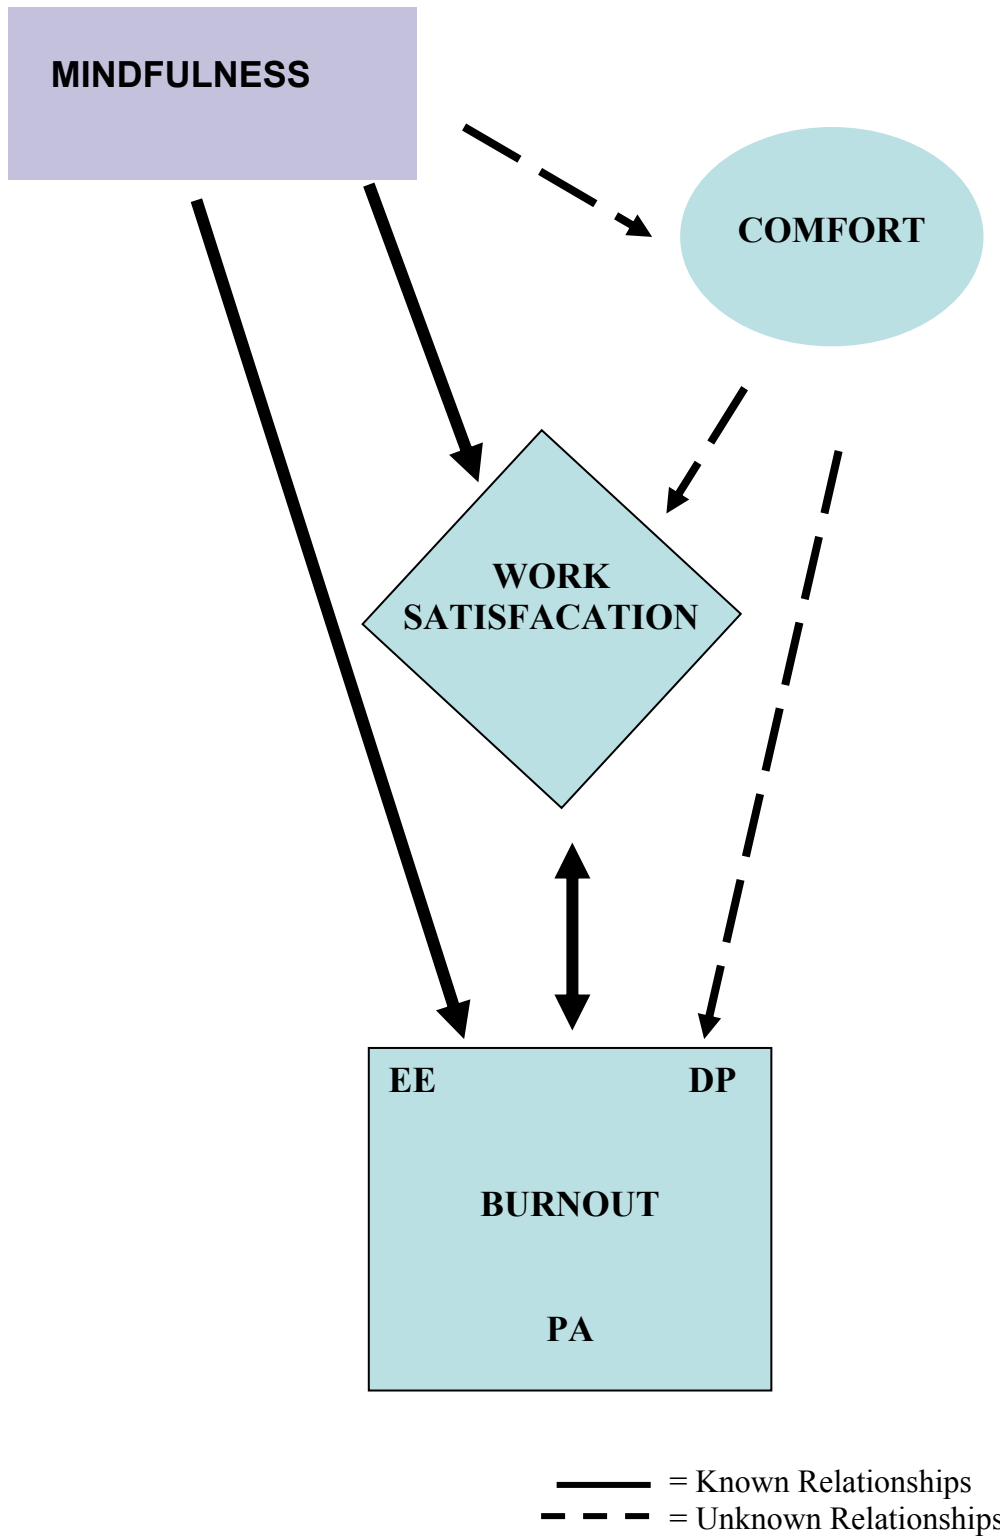 MINDFULNESS
COMFORT
WORK
SATISFACATION
EE
DP
BURNOUT
PA
= Known Relationships
= Unknown Relationships